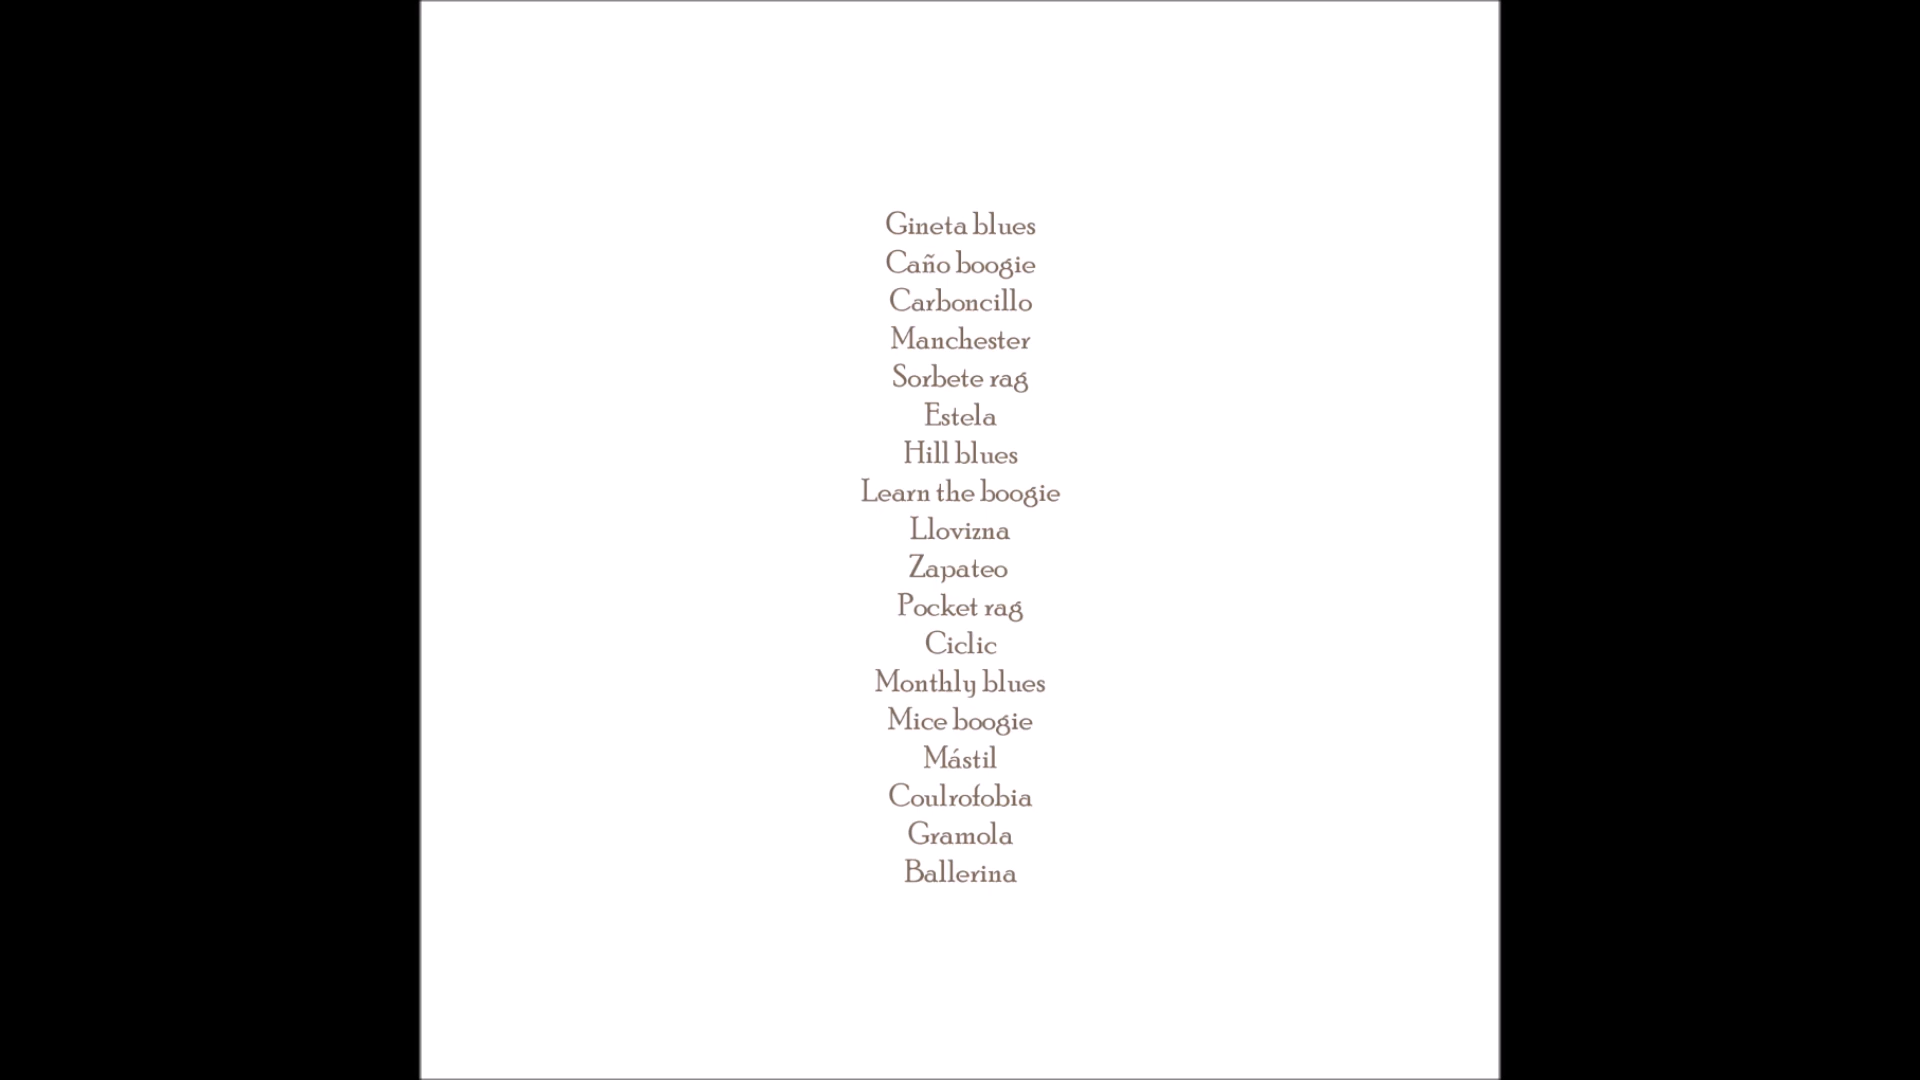 Gineta blues
Caño boogie
Carboncillo
Manchester
Sorbete rag
Estela
Hill blues
Learn the boogie
Llovizna
Zapateo
Pocket rag
Ciclic
Monthly blues
Mice boogie
Mástil
Coulrofobia
Gramola
Ballerina